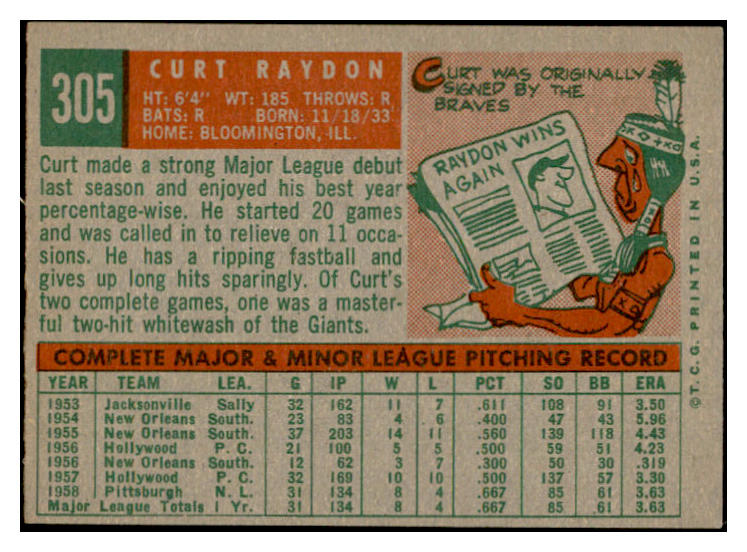 305
CURT RAYDON
HT: 6'4" WT: 185 THROWS: R
BATS: R BORN: 11/18/33
HOME: BLOOMINGTON, ILL.
Curt made a strong Major League debut
last season and enjoyed his best year
percentage-wise. He started 20 games
and was called in to relieve on 11 occa-
sions. He has a ripping fastball and
gives up long hits sparingly. Of Curt's
two complete games, one was a master-
ful two-hit whitewash of the Giants.
CURT WAS ORIGINALLY
SIGNED BY THE
BRAVES
RAYDON WINS
AGAIN
COMPLETE MAJOR & MINOR LEAGUE PITCHING RECORD
YEAR TEAM LEA. G IP W L PCT SO BB ERA
1953 Jacksonville Sally 32 162 11 7 .611 108 91 3.50
1954 New Orleans South. 23 83 4 6 .400 47 43 5.96
1955 New Orleans South. 37 203 14 11 .560 139 118 4.43
1956 Hollywood P. C. 21 100 5 5 .500 59 51 4.23
1956 New Orleans South. 12 62 3 7 .300 50 30 .319
1957 Hollywood P. C. 32 169 10 10 .500 137 57 3.30
1958 Pittsburgh N. L. 31 134 8 4 .667 85 61 3.63
Major League Totals 1 Yr. 31 134 8 4 .667 85 .61 3.63
© T. C. G. PRINTED IN U. S. A.